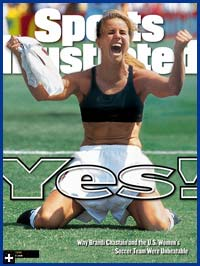 Sports
Illustrated
Yes!
Why Brandi Chastain and the U.S. Women's
Soccer Team Were Unbeatable